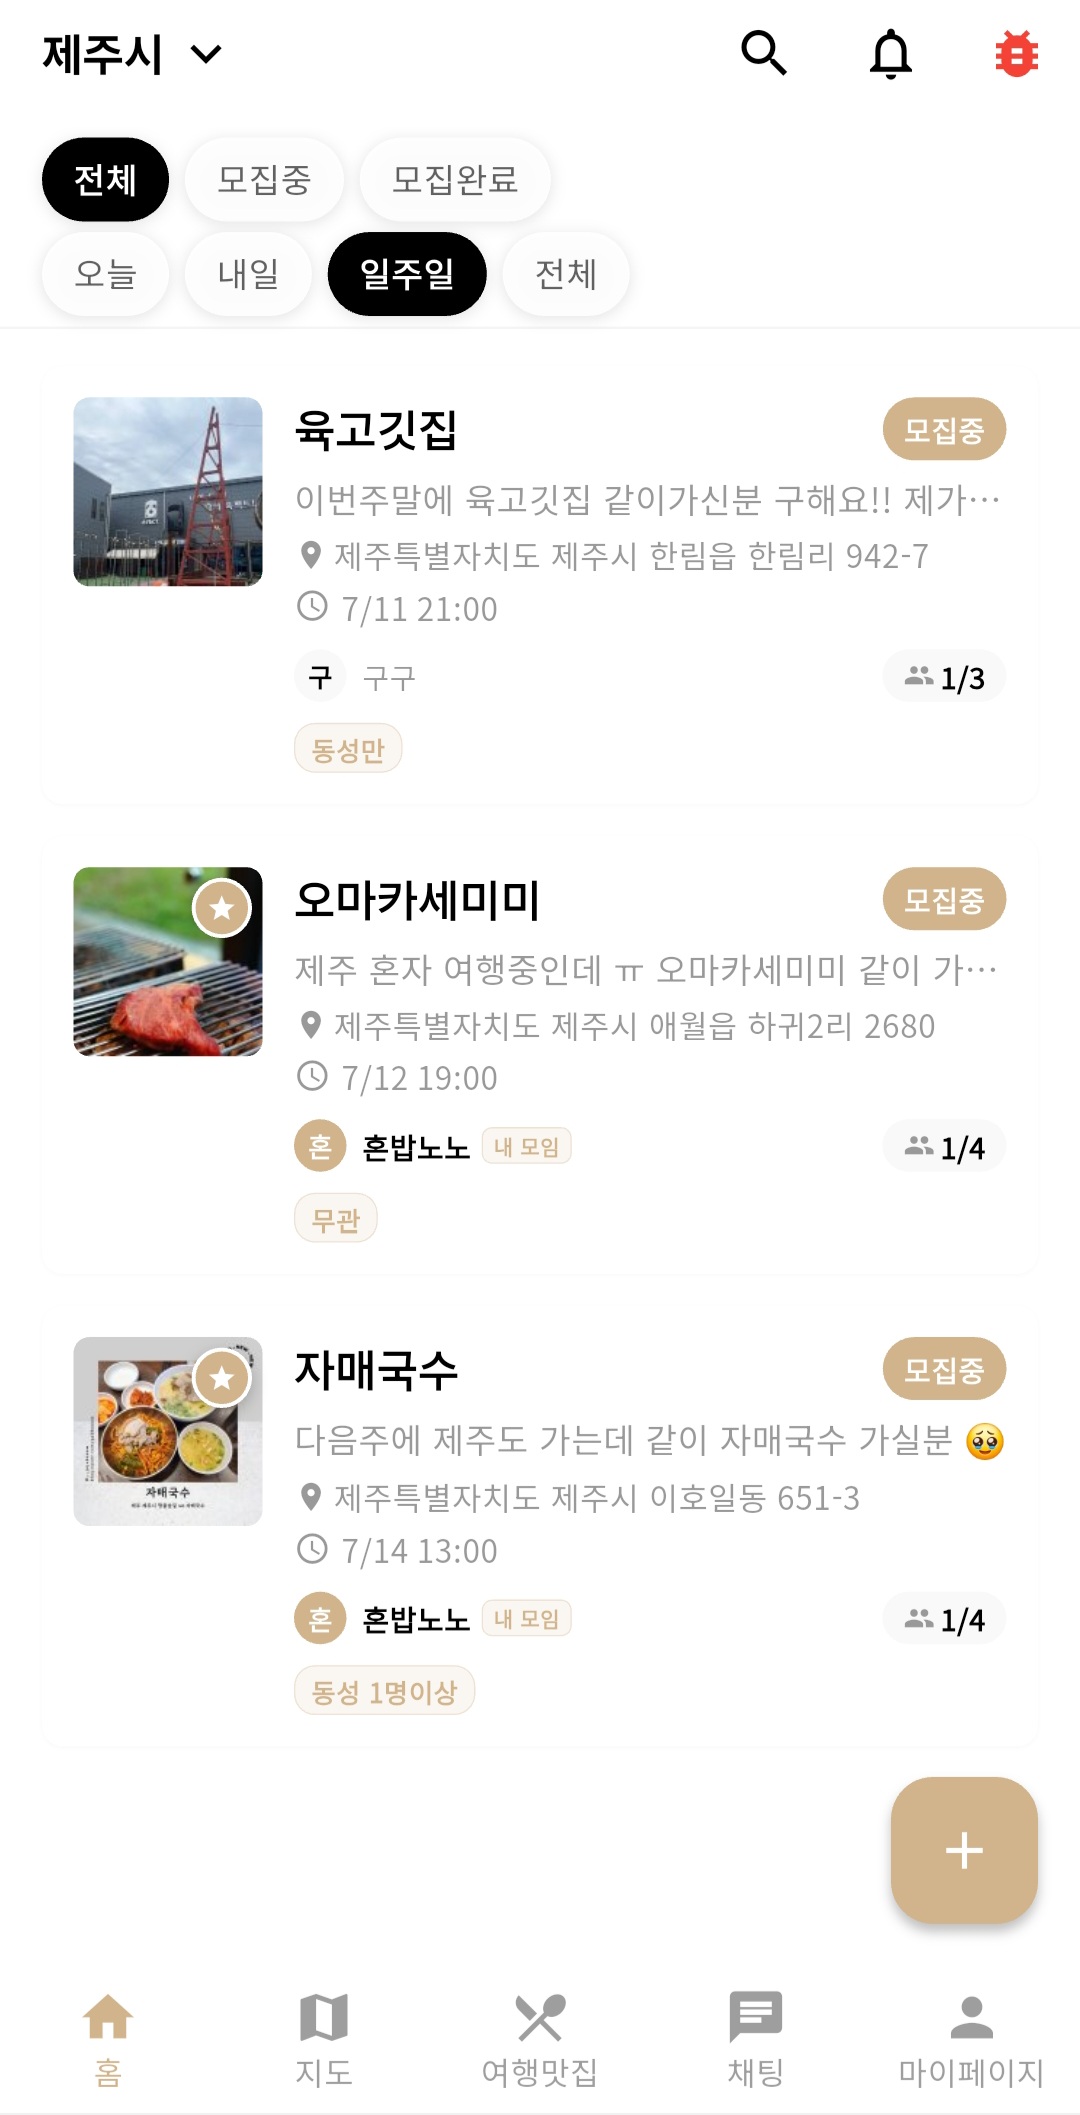 제주시
전체 모집중 모집완료
오늘 내일 일주일 전체
육고깃집 모집중
이번주말에 육고깃집 같이가신분 구해요!! 제가…
제주특별자치도 제주시 한림읍 한림리 942-7
7/11 21:00
구 구구 1/3
동성만
오마카세미미 모집중
제주 혼자 여행중인데 ㅠ 오마카세미미 같이 가…
제주특별자치도 제주시 애월읍 하귀2리 2680
7/12 19:00
혼 혼밥노노 내 모임 1/4
무관
자매국수 모집중
다음주에 제주도 가는데 같이 자매국수 가실분 🥹
자매국수
제주특별자치도 제주시 이호일동 651-3
7/14 13:00
혼 혼밥노노 내 모임 1/4
동성 1명이상
홈 지도 여행맛집 채팅 마이페이지